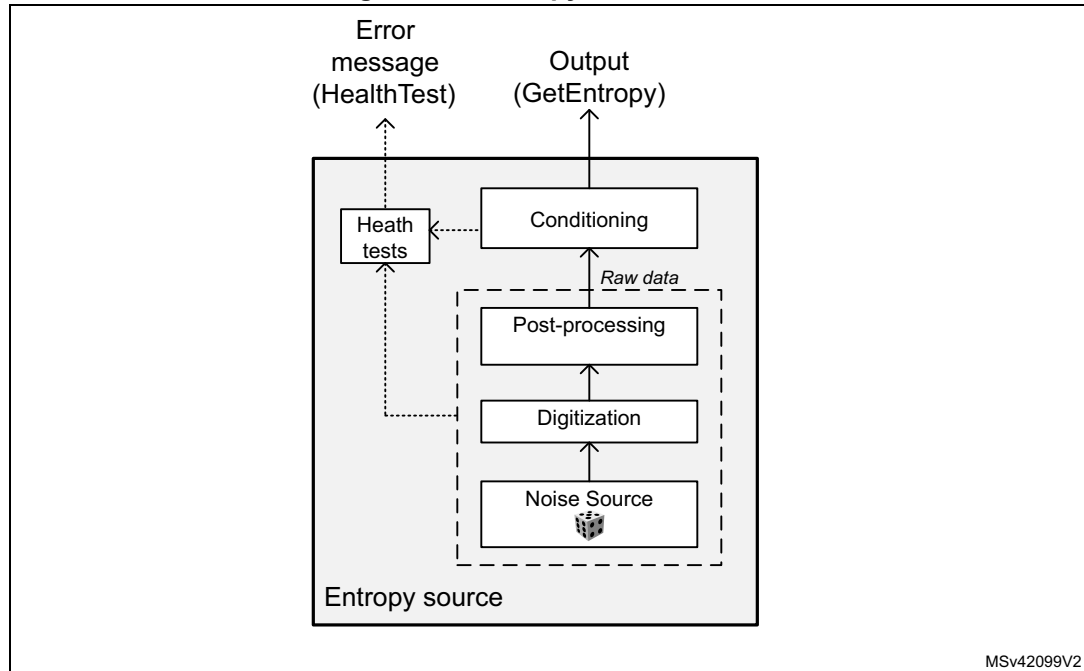 Error
message
(HealthTest)
Output
(GetEntropy)
Heath
tests
Conditioning
Raw data
Post-processing
Digitization
Noise Source
Entropy source
MSv42099V2